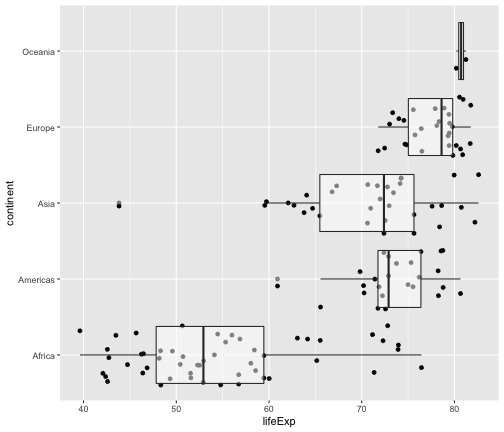 Oceania
Europe
Asia
Americas
Africa
continent
40 50 60 70 80
lifeExp